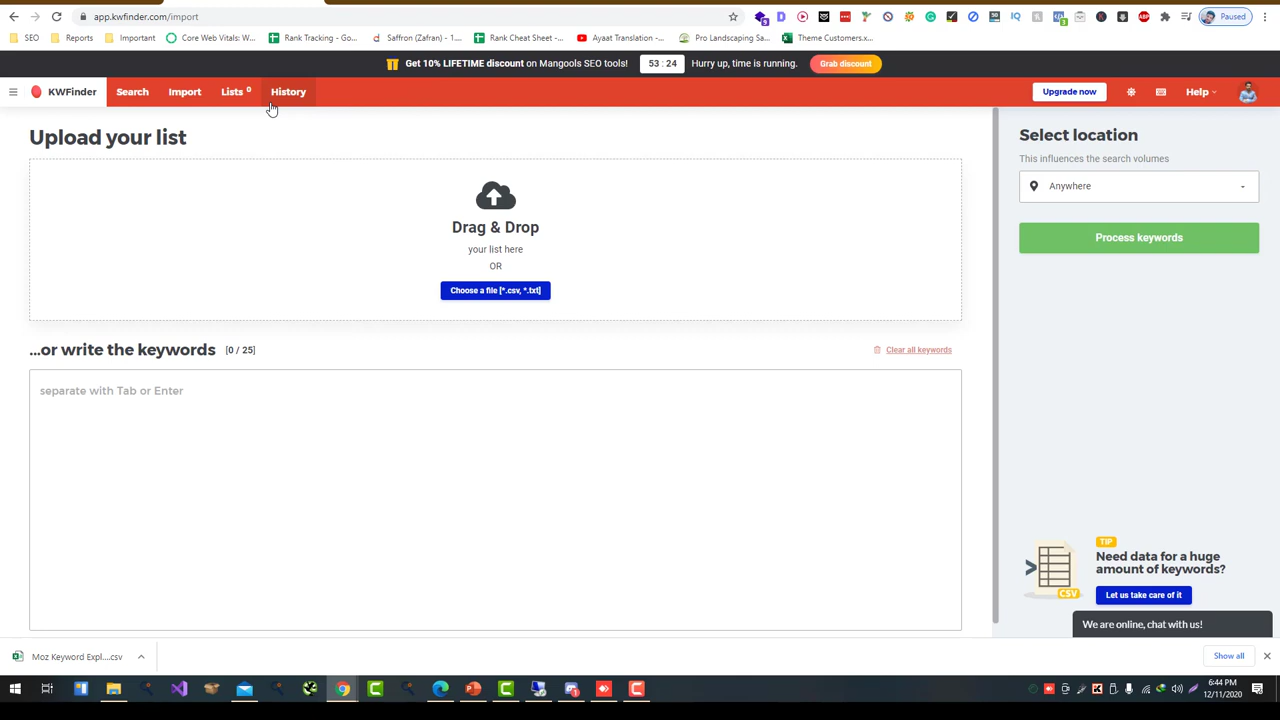 app.kwfinder.com/import
Paused
SEO
Reports
Important
Core Web Vitals: W...
Rank Tracking - Go...
Saffron (Zafran) - 1....
Rank Cheat Sheet -...
Ayaat Translation -...
Pro Landscaping Sa...
Theme Customers.x...
Get 10% LIFETIME discount on Mangools SEO tools!
53 : 24
Hurry up, time is running.
Grab discount
KWFinder
Search
Import
Lists 0
History
Upgrade now
Help
Upload your list
Drag & Drop
your list here
OR
Choose a file [*.csv, *.txt]
...or write the keywords [0 / 25]
Clear all keywords
separate with Tab or Enter
Select location
This influences the search volumes
Anywhere
Process keywords
TIP
Need data for a huge
amount of keywords?
CSV
Let us take care of it
We are online, chat with us!
Moz Keyword Expl....csv
Show all
6:44 PM
12/11/2020